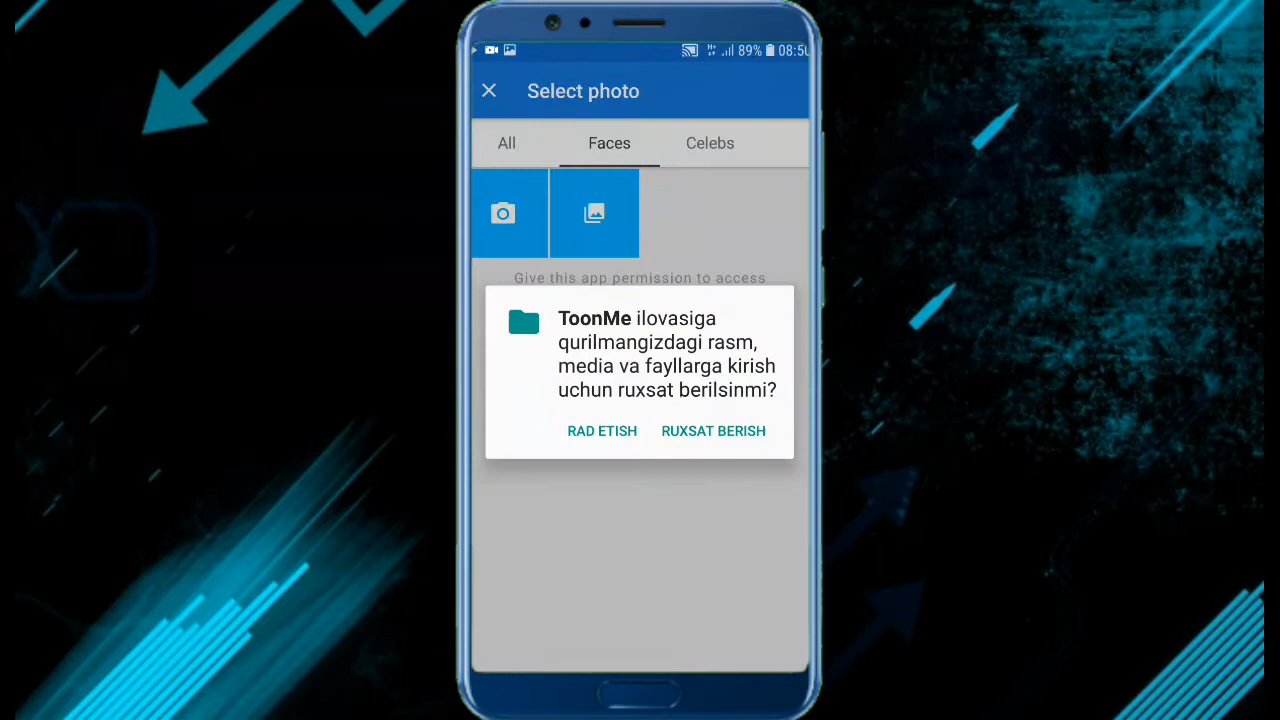 89% 08:50
Select photo
All Faces Celebs
Give this app permission to access
ToonMe ilovasiga
qurilmangizdagi rasm,
media va fayllarga kirish
uchun ruxsat berilsinmi?
RAD ETISH RUXSAT BERISH